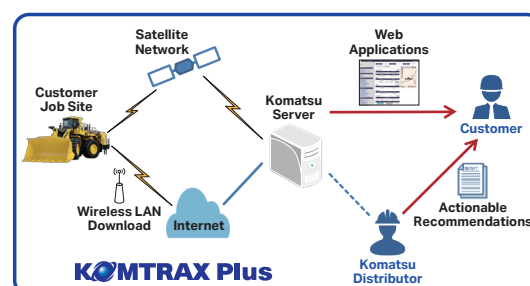 Satellite
Network
Web
Applications
Customer
Job Site
Komatsu
Server
Customer
Wireless LAN
Download
Internet
Actionable
Recommendations
Komatsu
Distributor
KOMTRAX Plus